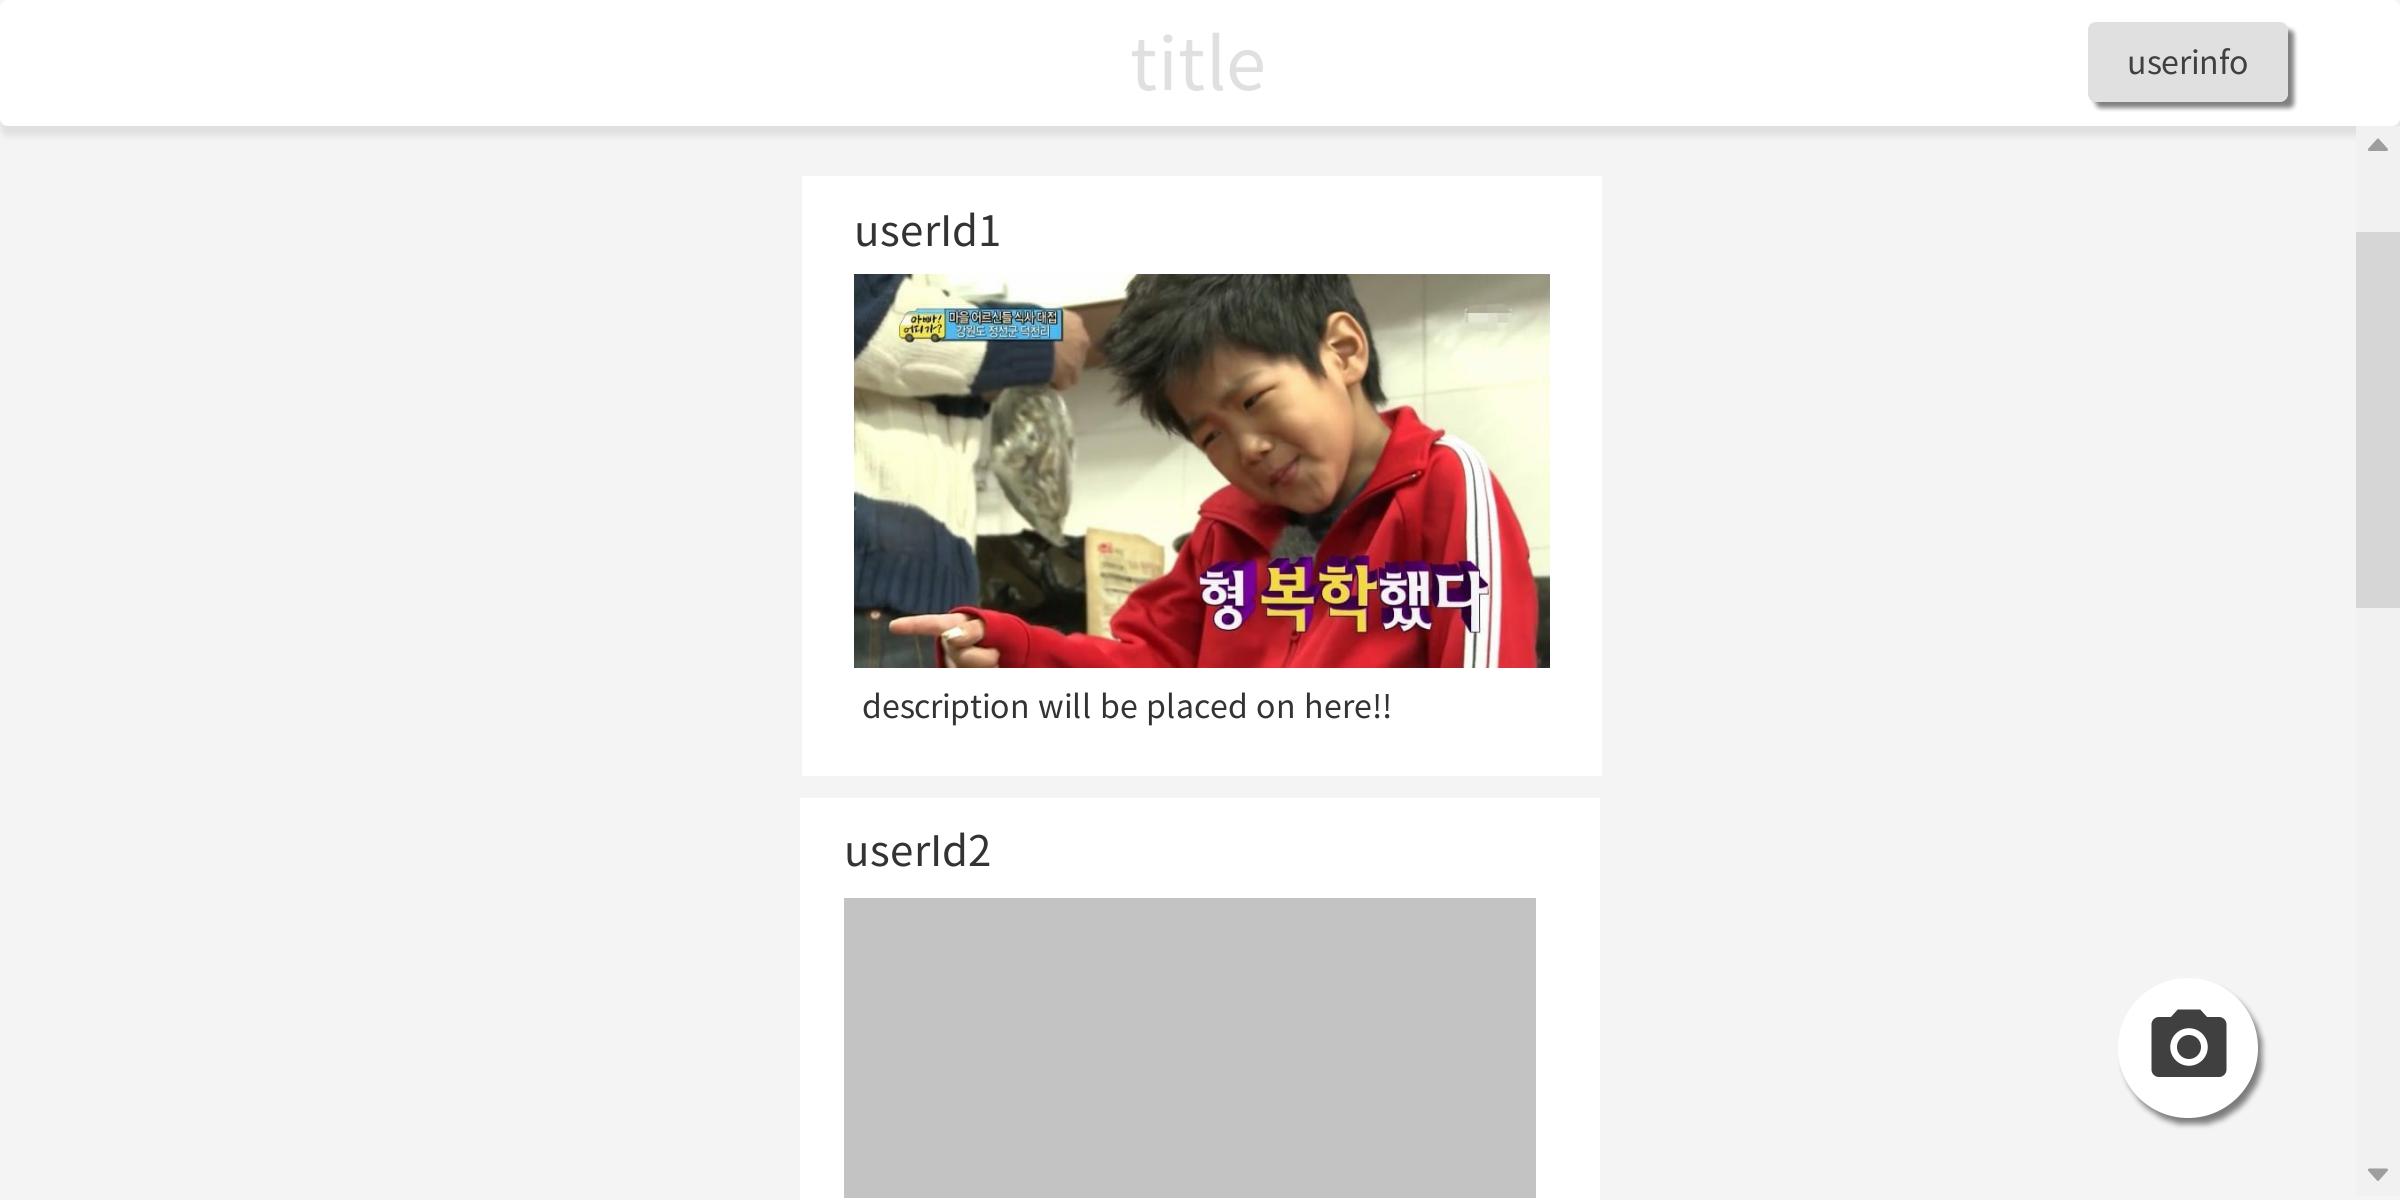 title
userinfo
userId1
아빠! 어디가?
마을 어르신들 식사 대접
강원도 정선군 덕천리
형 복학했다
description will be placed on here!!
userId2